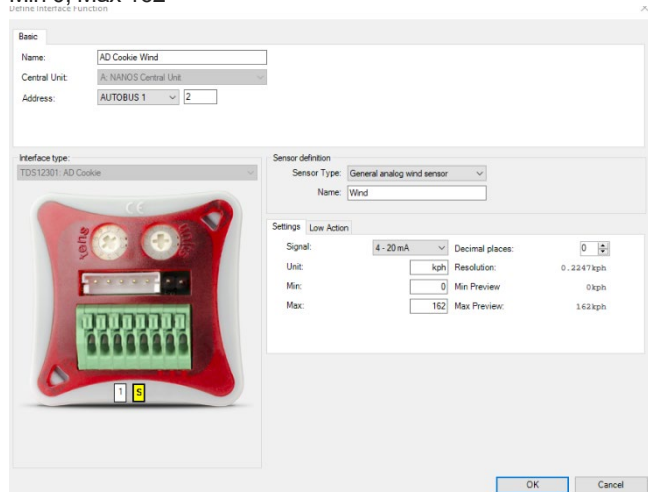 Min 0, Max 162
Define Interface Function
Basic
Name: AD Cookie Wind
Central Unit: A: NANOS Central Unit
Address: AUTOBUS 1 2
Interface type:
TDS12301: AD Cookie
CE
sung
units
1 S
Sensor definition
Sensor Type: General analog wind sensor
Name: Wind
Settings Low Action
Signal: 4 - 20 mA Decimal places: 0
Unit: kph Resolution: 0.2247kph
Min: 0 Min Preview 0kph
Max: 162 Max Preview: 162kph
OK Cancel